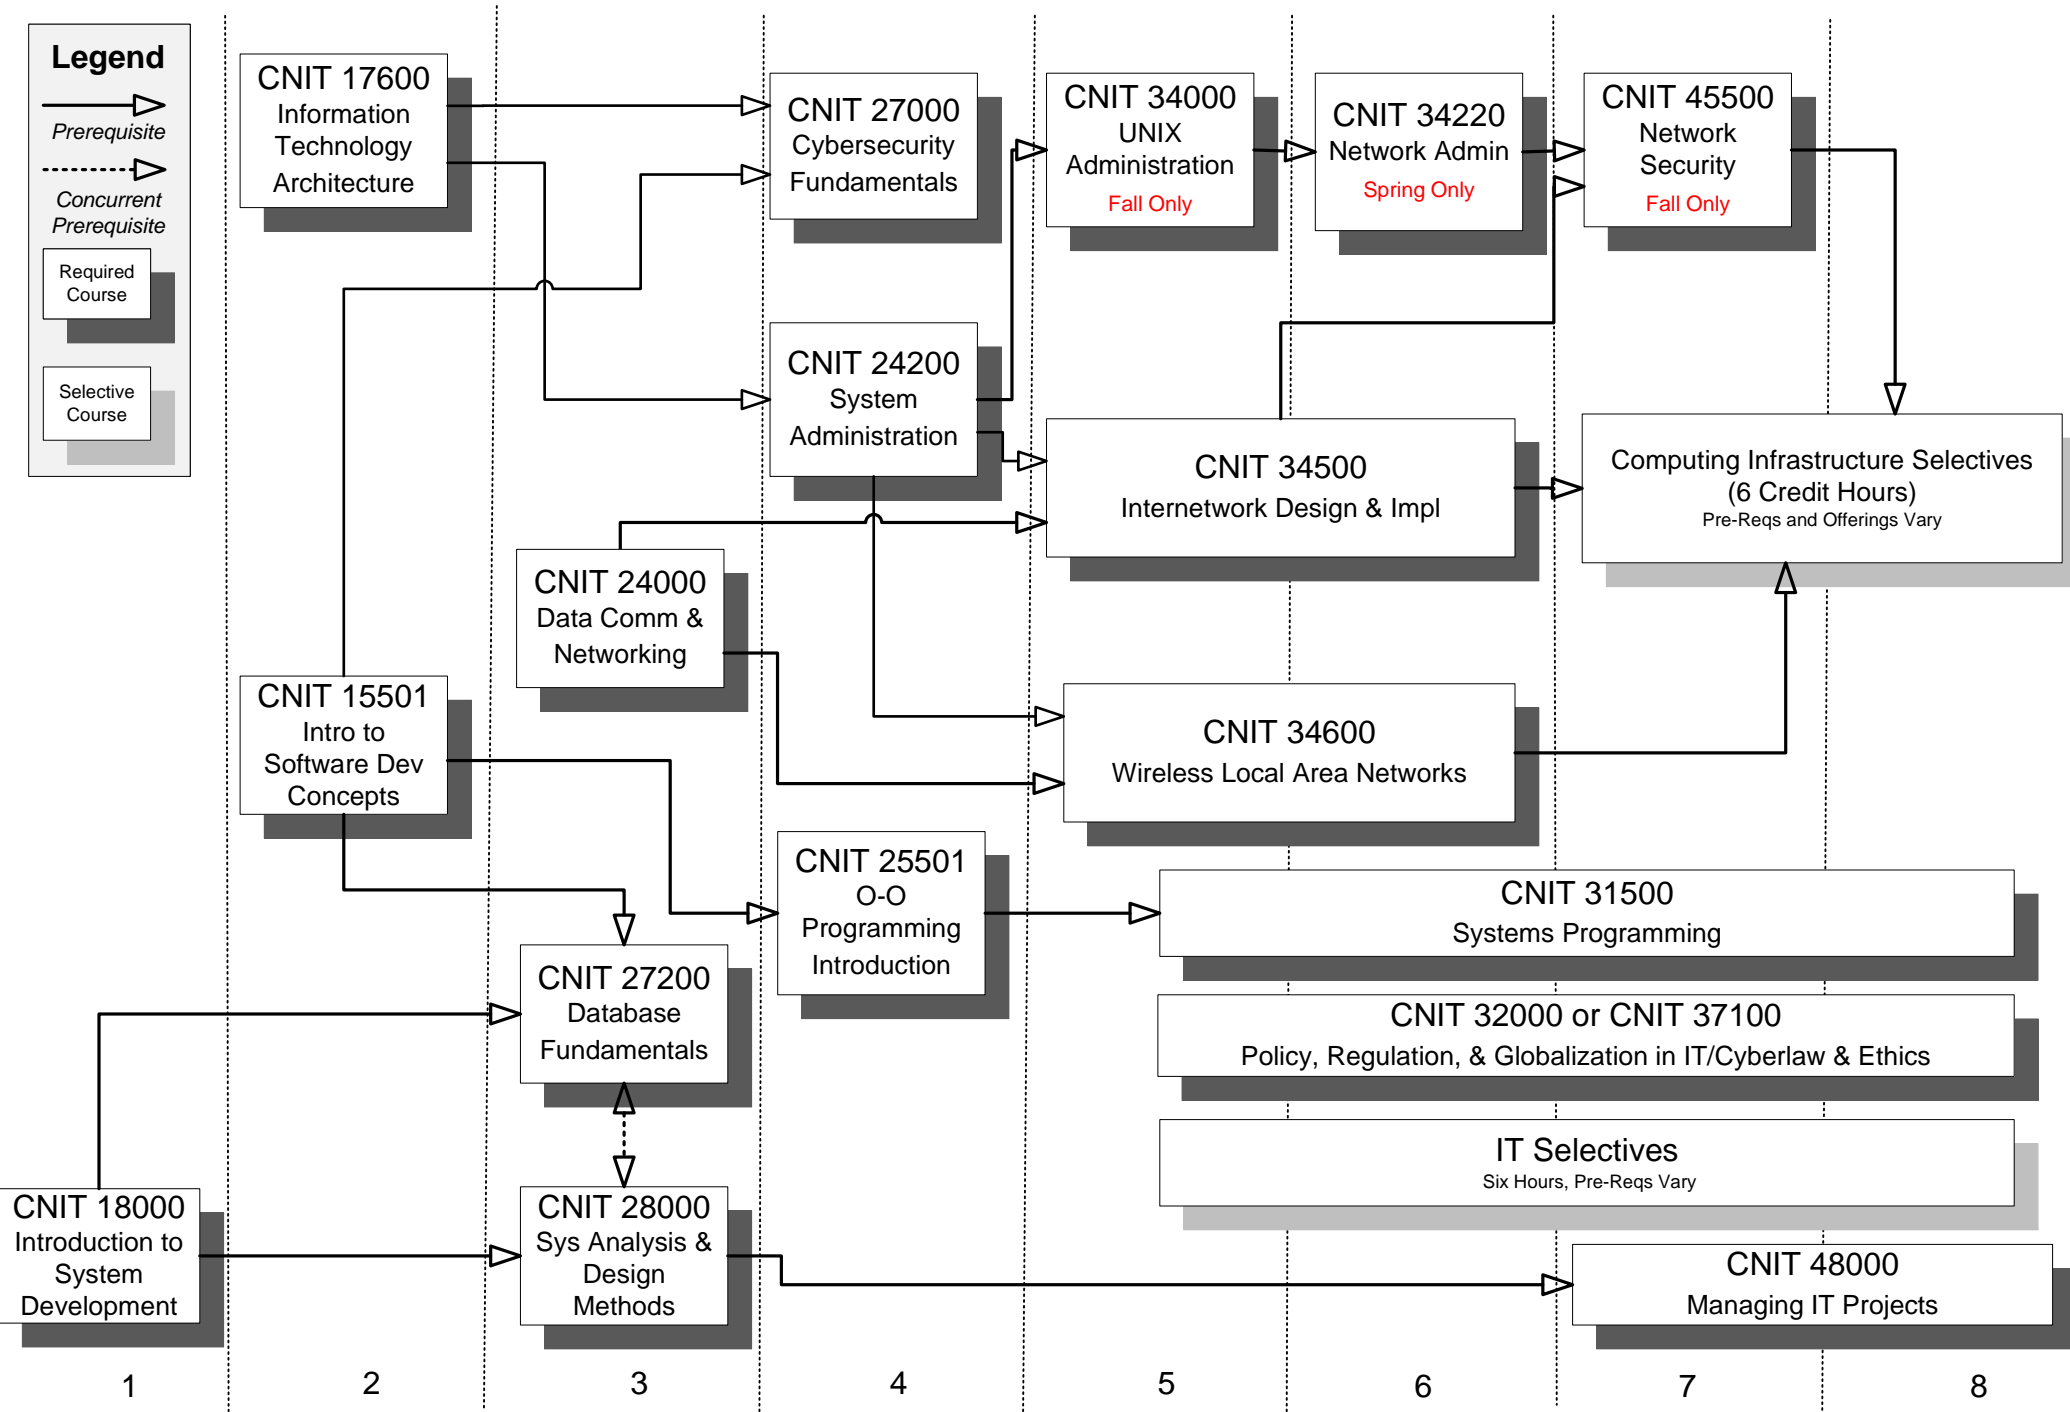 Legend
Prerequisite
Concurrent
Prerequisite
Required
Course
Selective
Course
CNIT 17600
Information
Technology
Architecture
CNIT 27000
Cybersecurity
Fundamentals
CNIT 34000
UNIX
Administration
Fall Only
CNIT 34220
Network Admin
Spring Only
CNIT 45500
Network
Security
Fall Only
CNIT 24200
System
Administration
CNIT 34500
Internetwork Design & Impl
Computing Infrastructure Selectives
(6 Credit Hours)
Pre-Reqs and Offerings Vary
CNIT 24000
Data Comm &
Networking
CNIT 15501
Intro to
Software Dev
Concepts
CNIT 34600
Wireless Local Area Networks
CNIT 25501
O-O
Programming
Introduction
CNIT 31500
Systems Programming
CNIT 27200
Database
Fundamentals
CNIT 32000 or CNIT 37100
Policy, Regulation, & Globalization in IT/Cyberlaw & Ethics
IT Selectives
Six Hours, Pre-Reqs Vary
CNIT 18000
Introduction to
System
Development
CNIT 28000
Sys Analysis &
Design
Methods
CNIT 48000
Managing IT Projects
1
2
3
4
5
6
7
8